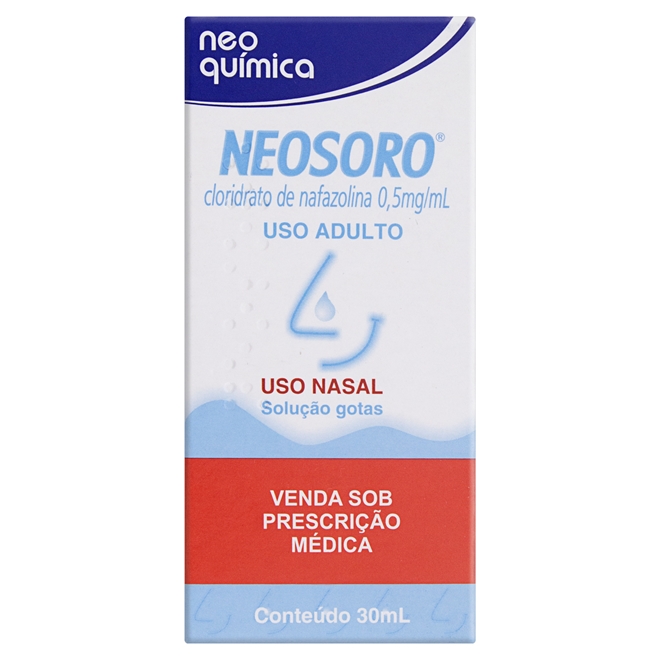 neo
química
NEOSORO®
cloridrato de nafazolina 0,5mg/mL
USO ADULTO
USO NASAL
Solução gotas
VENDA SOB
PRESCRIÇÃO
MÉDICA
Conteúdo 30mL